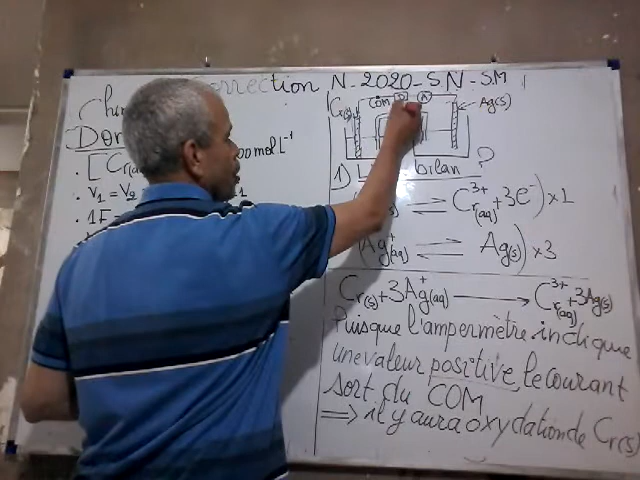 Correction N-2020-SN-SM
Chim
Don
Cr(s) COM A Ag(s)
. [Cr(aq) 00 mol L⁻¹
1) L bilan ?
. V₁ = V₂ = 1
. 1F =
⇌ Cr³⁺(aq) + 3e⁻) × 1
(Ag⁺(aq) ⇌ Ag(s)) × 3
Cr(s) + 3Ag⁺(aq) → Cr³⁺(aq) + 3Ag(s)
Puisque l'ampermètre indique
une valeur positive, le courant
sort du COM
⇒ il y aura oxydation de Cr(s)